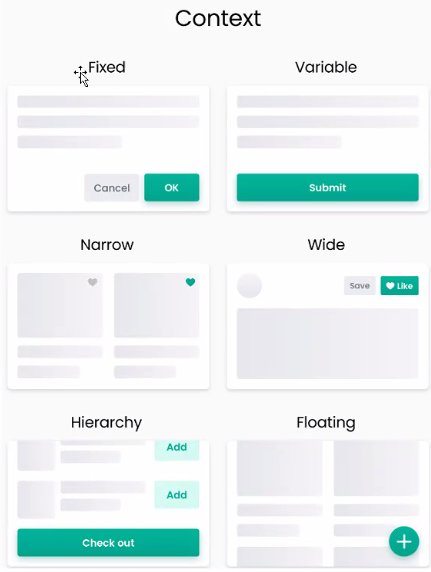 Context
Fixed
Variable
Cancel
OK
Submit
Narrow
Wide
Save
Like
Hierarchy
Floating
Add
Add
Check out